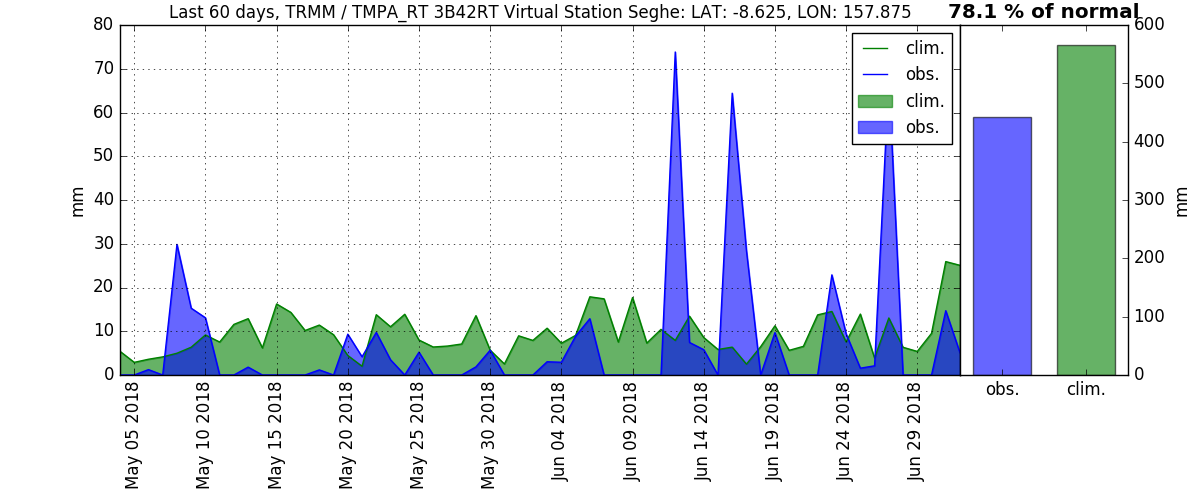 Last 60 days, TRMM / TMPA_RT 3B42RT Virtual Station Seghe: LAT: -8.625, LON: 157.875
78.1 % of normal
mm
80
70
60
50
40
30
20
10
0
clim.
obs.
clim.
obs.
May 05 2018
May 10 2018
May 15 2018
May 20 2018
May 25 2018
May 30 2018
Jun 04 2018
Jun 09 2018
Jun 14 2018
Jun 19 2018
Jun 24 2018
Jun 29 2018
obs.
clim.
600
500
400
300
200
100
0
mm